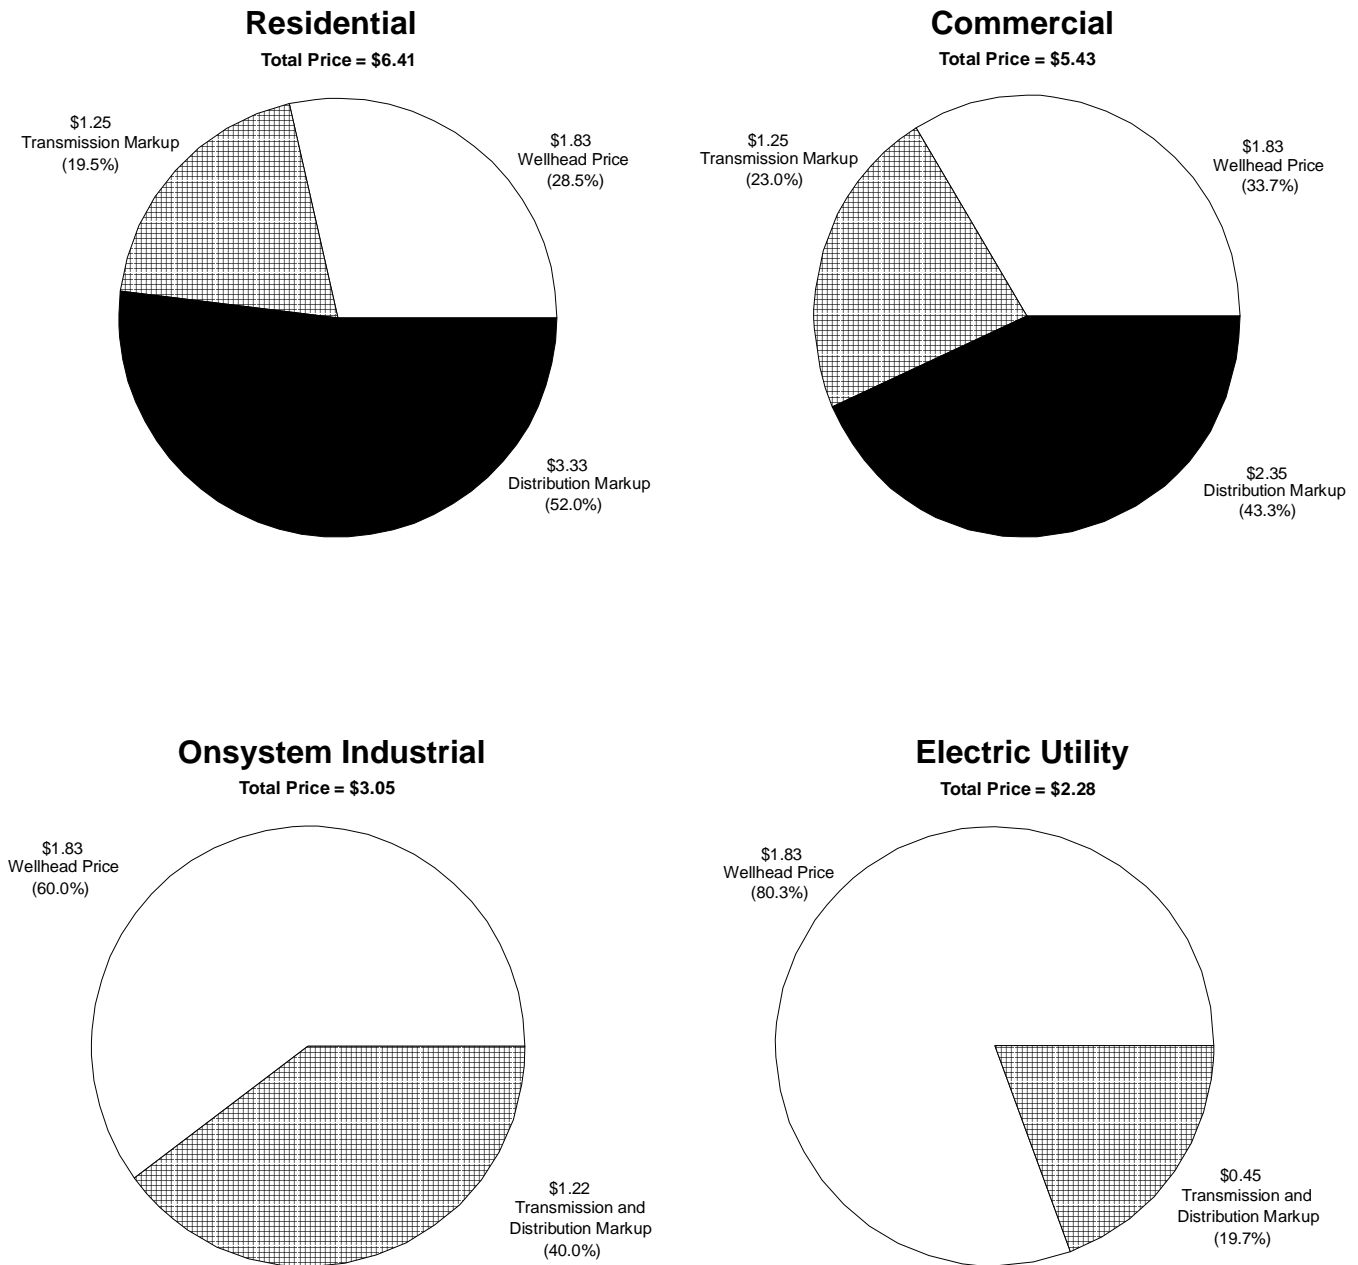 Residential
Total Price = $6.41
$1.25
Transmission Markup
(19.5%)
$1.83
Wellhead Price
(28.5%)
$3.33
Distribution Markup
(52.0%)
Commercial
Total Price = $5.43
$1.25
Transmission Markup
(23.0%)
$1.83
Wellhead Price
(33.7%)
$2.35
Distribution Markup
(43.3%)
Onsystem Industrial
Total Price = $3.05
$1.83
Wellhead Price
(60.0%)
$1.22
Transmission and
Distribution Markup
(40.0%)
Electric Utility
Total Price = $2.28
$1.83
Wellhead Price
(80.3%)
$0.45
Transmission and
Distribution Markup
(19.7%)